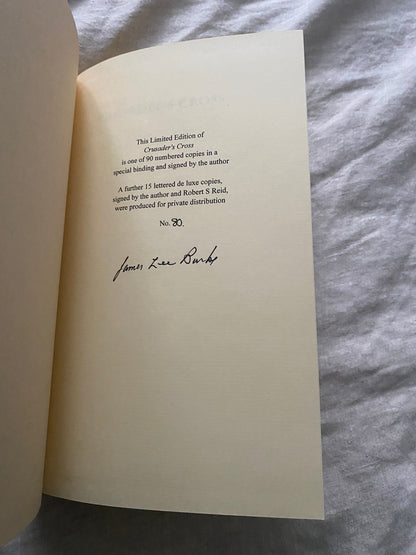 This Limited Edition of
Crusader's Cross
is one of 90 numbered copies in a
special binding and signed by the author
A further 15 lettered de luxe copies,
signed by the author and Robert S Reid,
were produced for private distribution
No. 80.
James Lee Burke